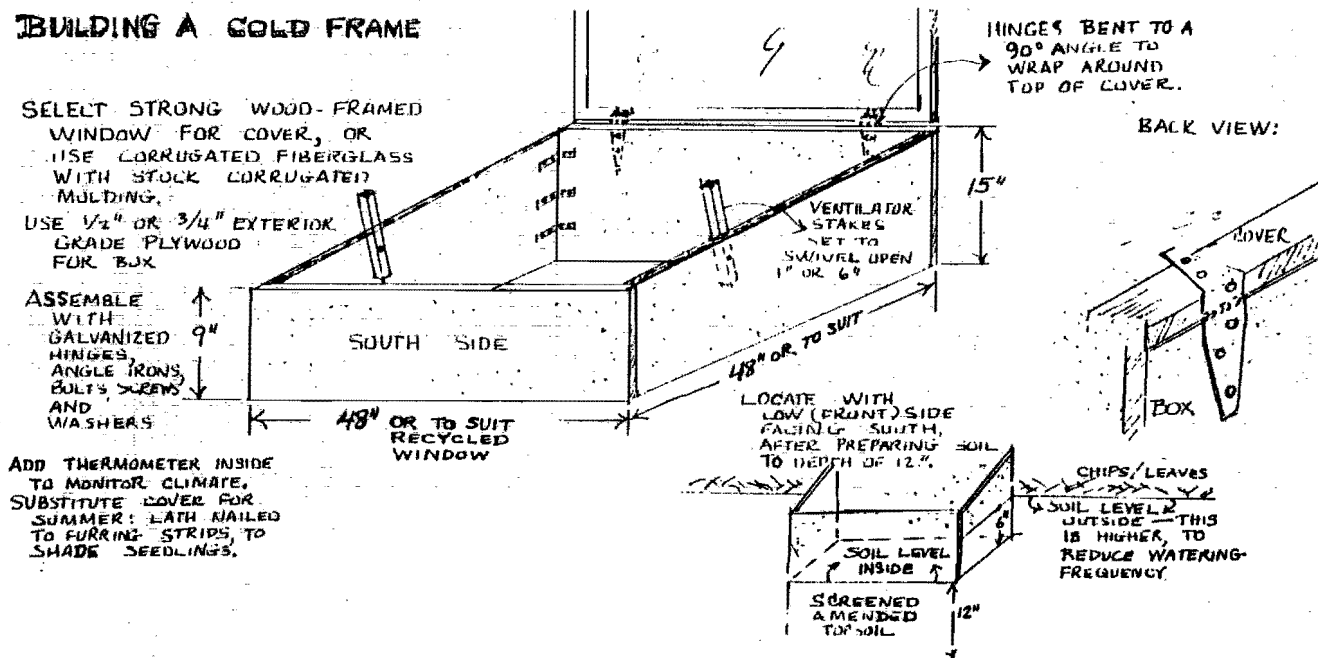 BUILDING A COLD FRAME
SELECT STRONG WOOD-FRAMED
WINDOW FOR COVER, OR
USE CORRUGATED FIBERGLASS
WITH STOCK CORRUGATED
MOLDING.
USE 1/2" OR 3/4" EXTERIOR
GRADE PLYWOOD
FOR BOX
ASSEMBLE
WITH
GALVANIZED
HINGES,
ANGLE IRONS,
BOLTS, SCREWS,
AND
WASHERS
9"
SOUTH SIDE
48" OR TO SUIT
RECYCLED
WINDOW
ADD THERMOMETER INSIDE
TO MONITOR CLIMATE.
SUBSTITUTE COVER FOR
SUMMER: LATH NAILED
TO FURRING STRIPS, TO
SHADE SEEDLINGS.
HINGES BENT TO A
90° ANGLE TO
WRAP AROUND
TOP OF COVER.
15"
VENTILATOR
STAKES
SET TO
SWIVEL OPEN
1" OR 6"
48" OR TO SUIT
BACK VIEW:
COVER
BOX
LOCATE WITH
LOW (FRONT) SIDE
FACING SOUTH,
AFTER PREPARING SOIL
TO DEPTH OF 12".
CHIPS/LEAVES
SOIL LEVEL
OUTSIDE — THIS
IS HIGHER, TO
REDUCE WATERING
FREQUENCY
6"
SOIL LEVEL
INSIDE
SCREENED
AMENDED
TOPSOIL
12"